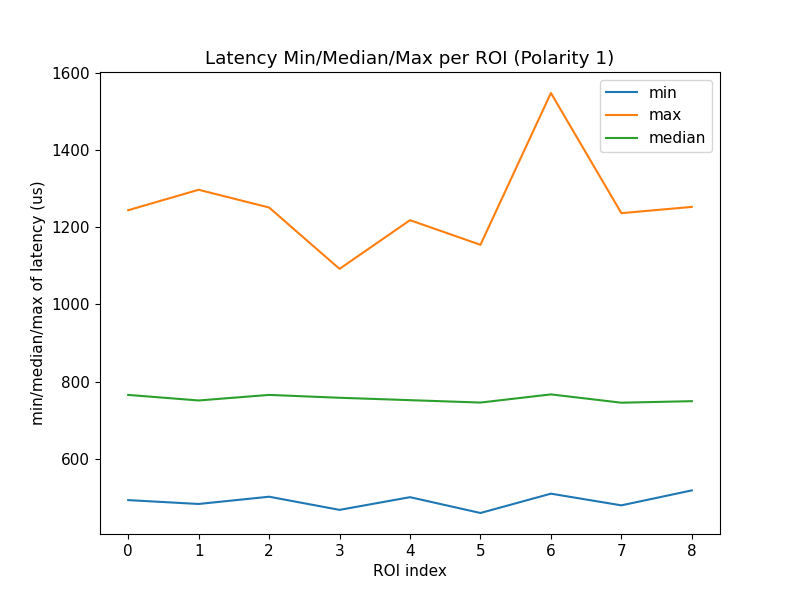 Latency Min/Median/Max per ROI (Polarity 1)
min
max
median
min/median/max of latency (us)
1600
1400
1200
1000
800
600
0 1 2 3 4 5 6 7 8
ROI index